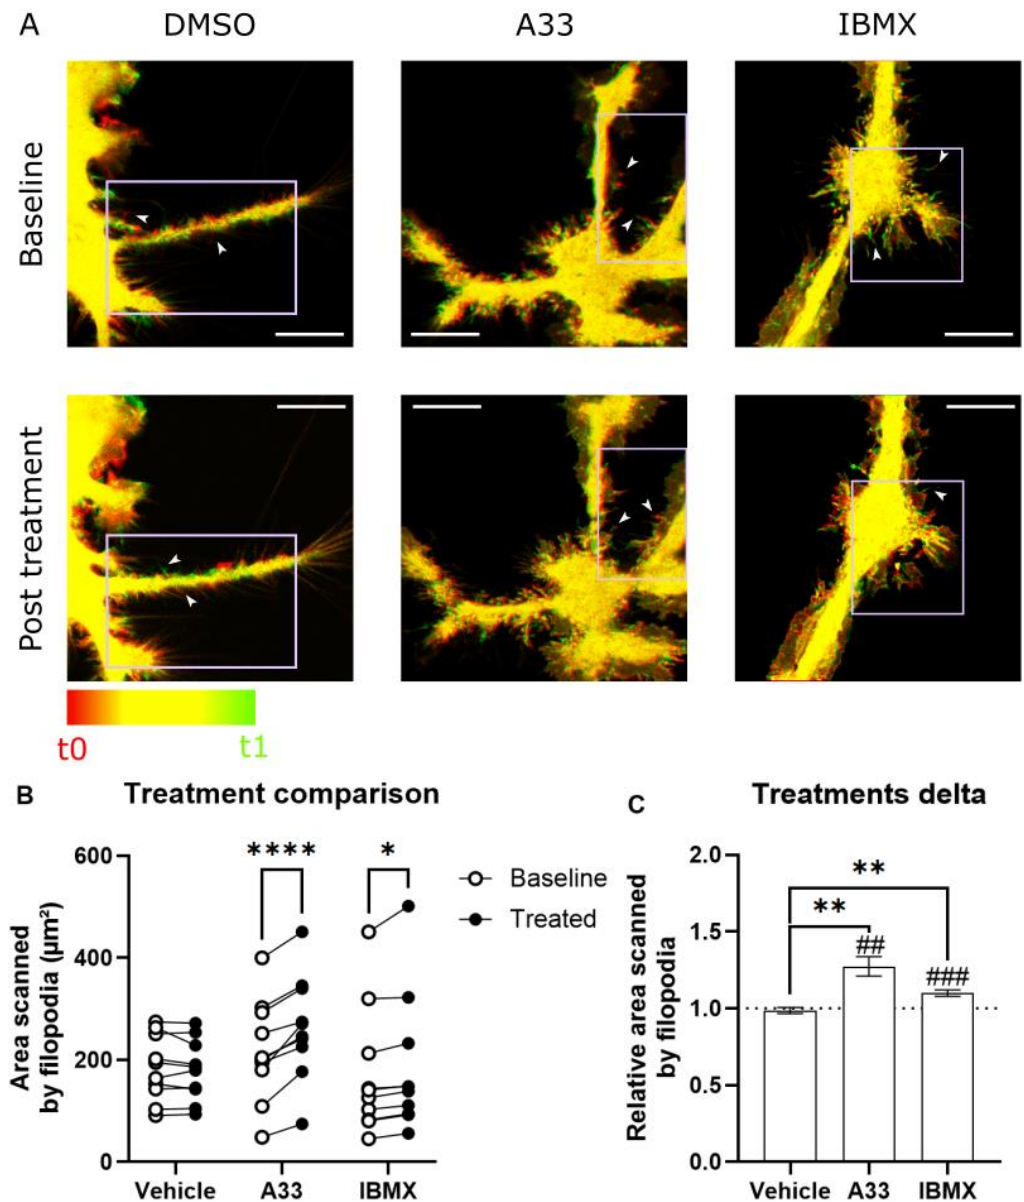 A
DMSO
A33
IBMX
Baseline
Post treatment
t0
t1
B
Treatment comparison
Area scanned
by filopodia (µm²)
600
400
200
0
****
*
Baseline
Treated
Vehicle
A33
IBMX
C
Treatments delta
Relative area scanned
by filopodia
2.0
1.5
1.0
0.5
0.0
**
**
##
###
Vehicle
A33
IBMX